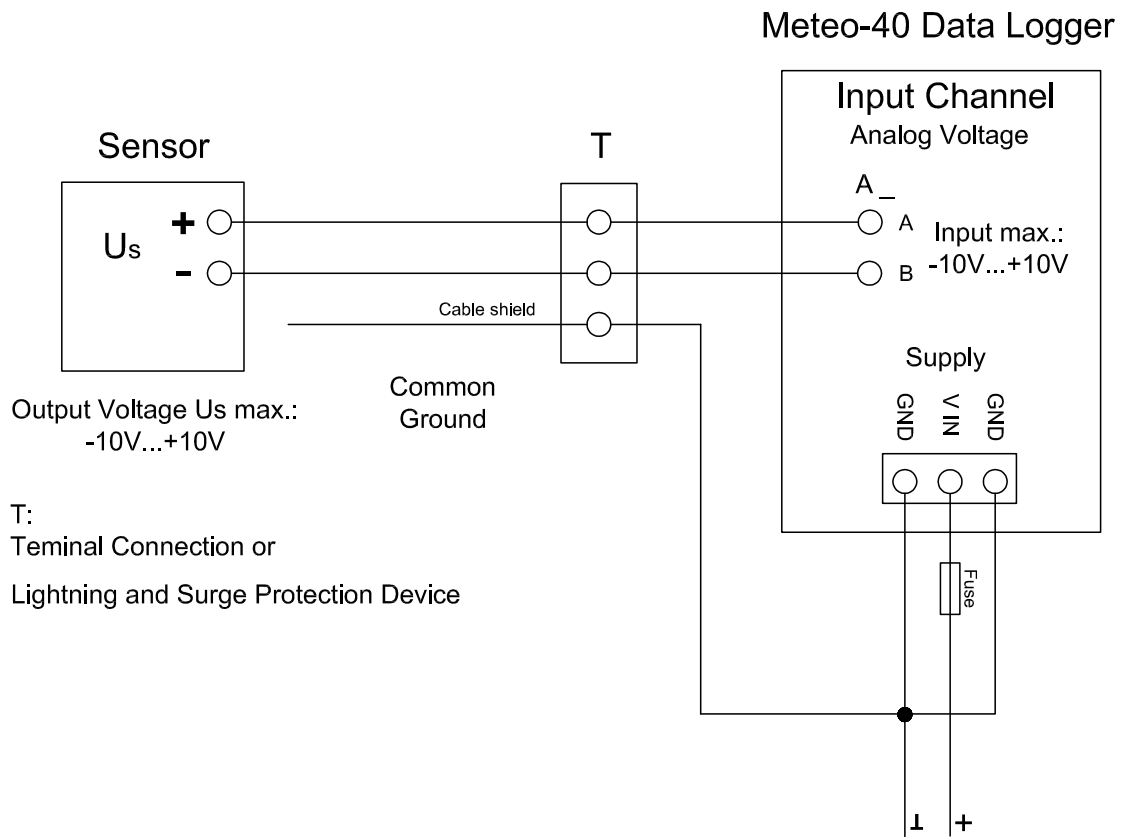 Meteo-40 Data Logger
Input Channel
Analog Voltage
Sensor
T
A _
+
Us
-
A
B
Input max.:
-10V...+10V
Cable shield
Supply
Common
Ground
GND
V IN
GND
Output Voltage Us max.:
-10V...+10V
T:
Teminal Connection or
Lightning and Surge Protection Device
Fuse
⊥
+